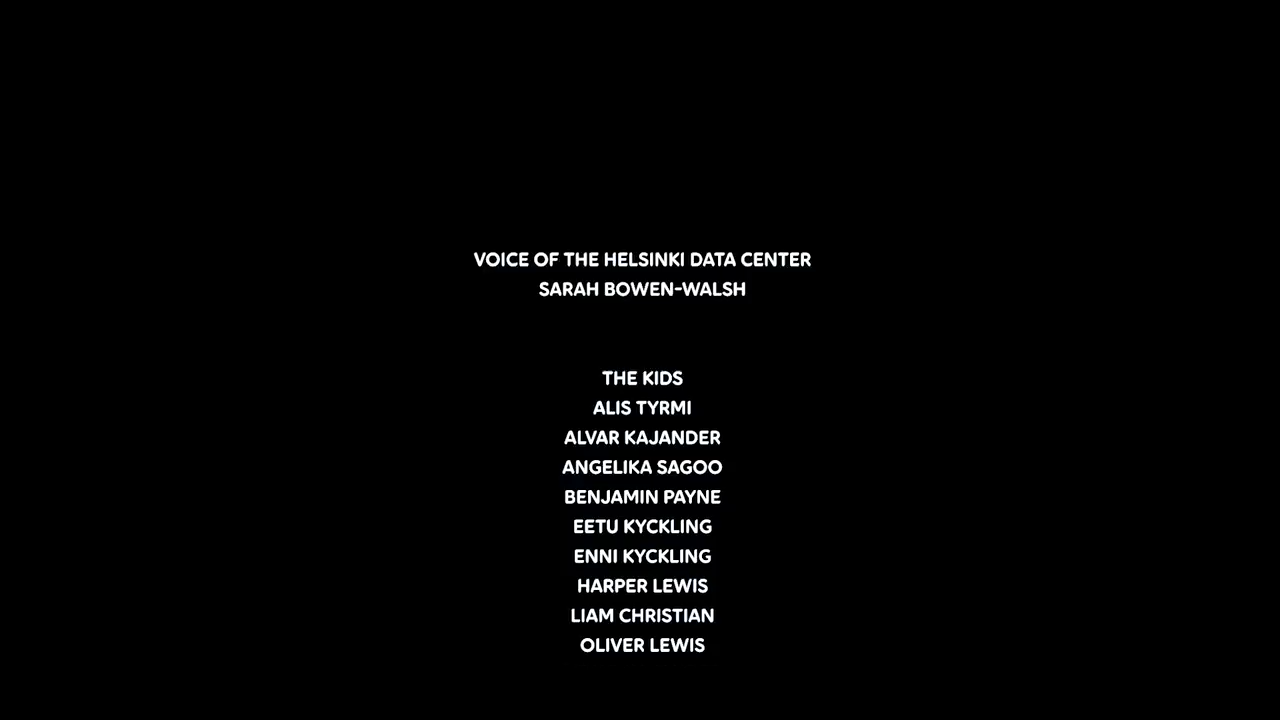 VOICE OF THE HELSINKI DATA CENTER
SARAH BOWEN-WALSH
THE KIDS
ALIS TYRMI
ALVAR KAJANDER
ANGELIKA SAGOO
BENJAMIN PAYNE
EETU KYCKLING
ENNI KYCKLING
HARPER LEWIS
LIAM CHRISTIAN
OLIVER LEWIS